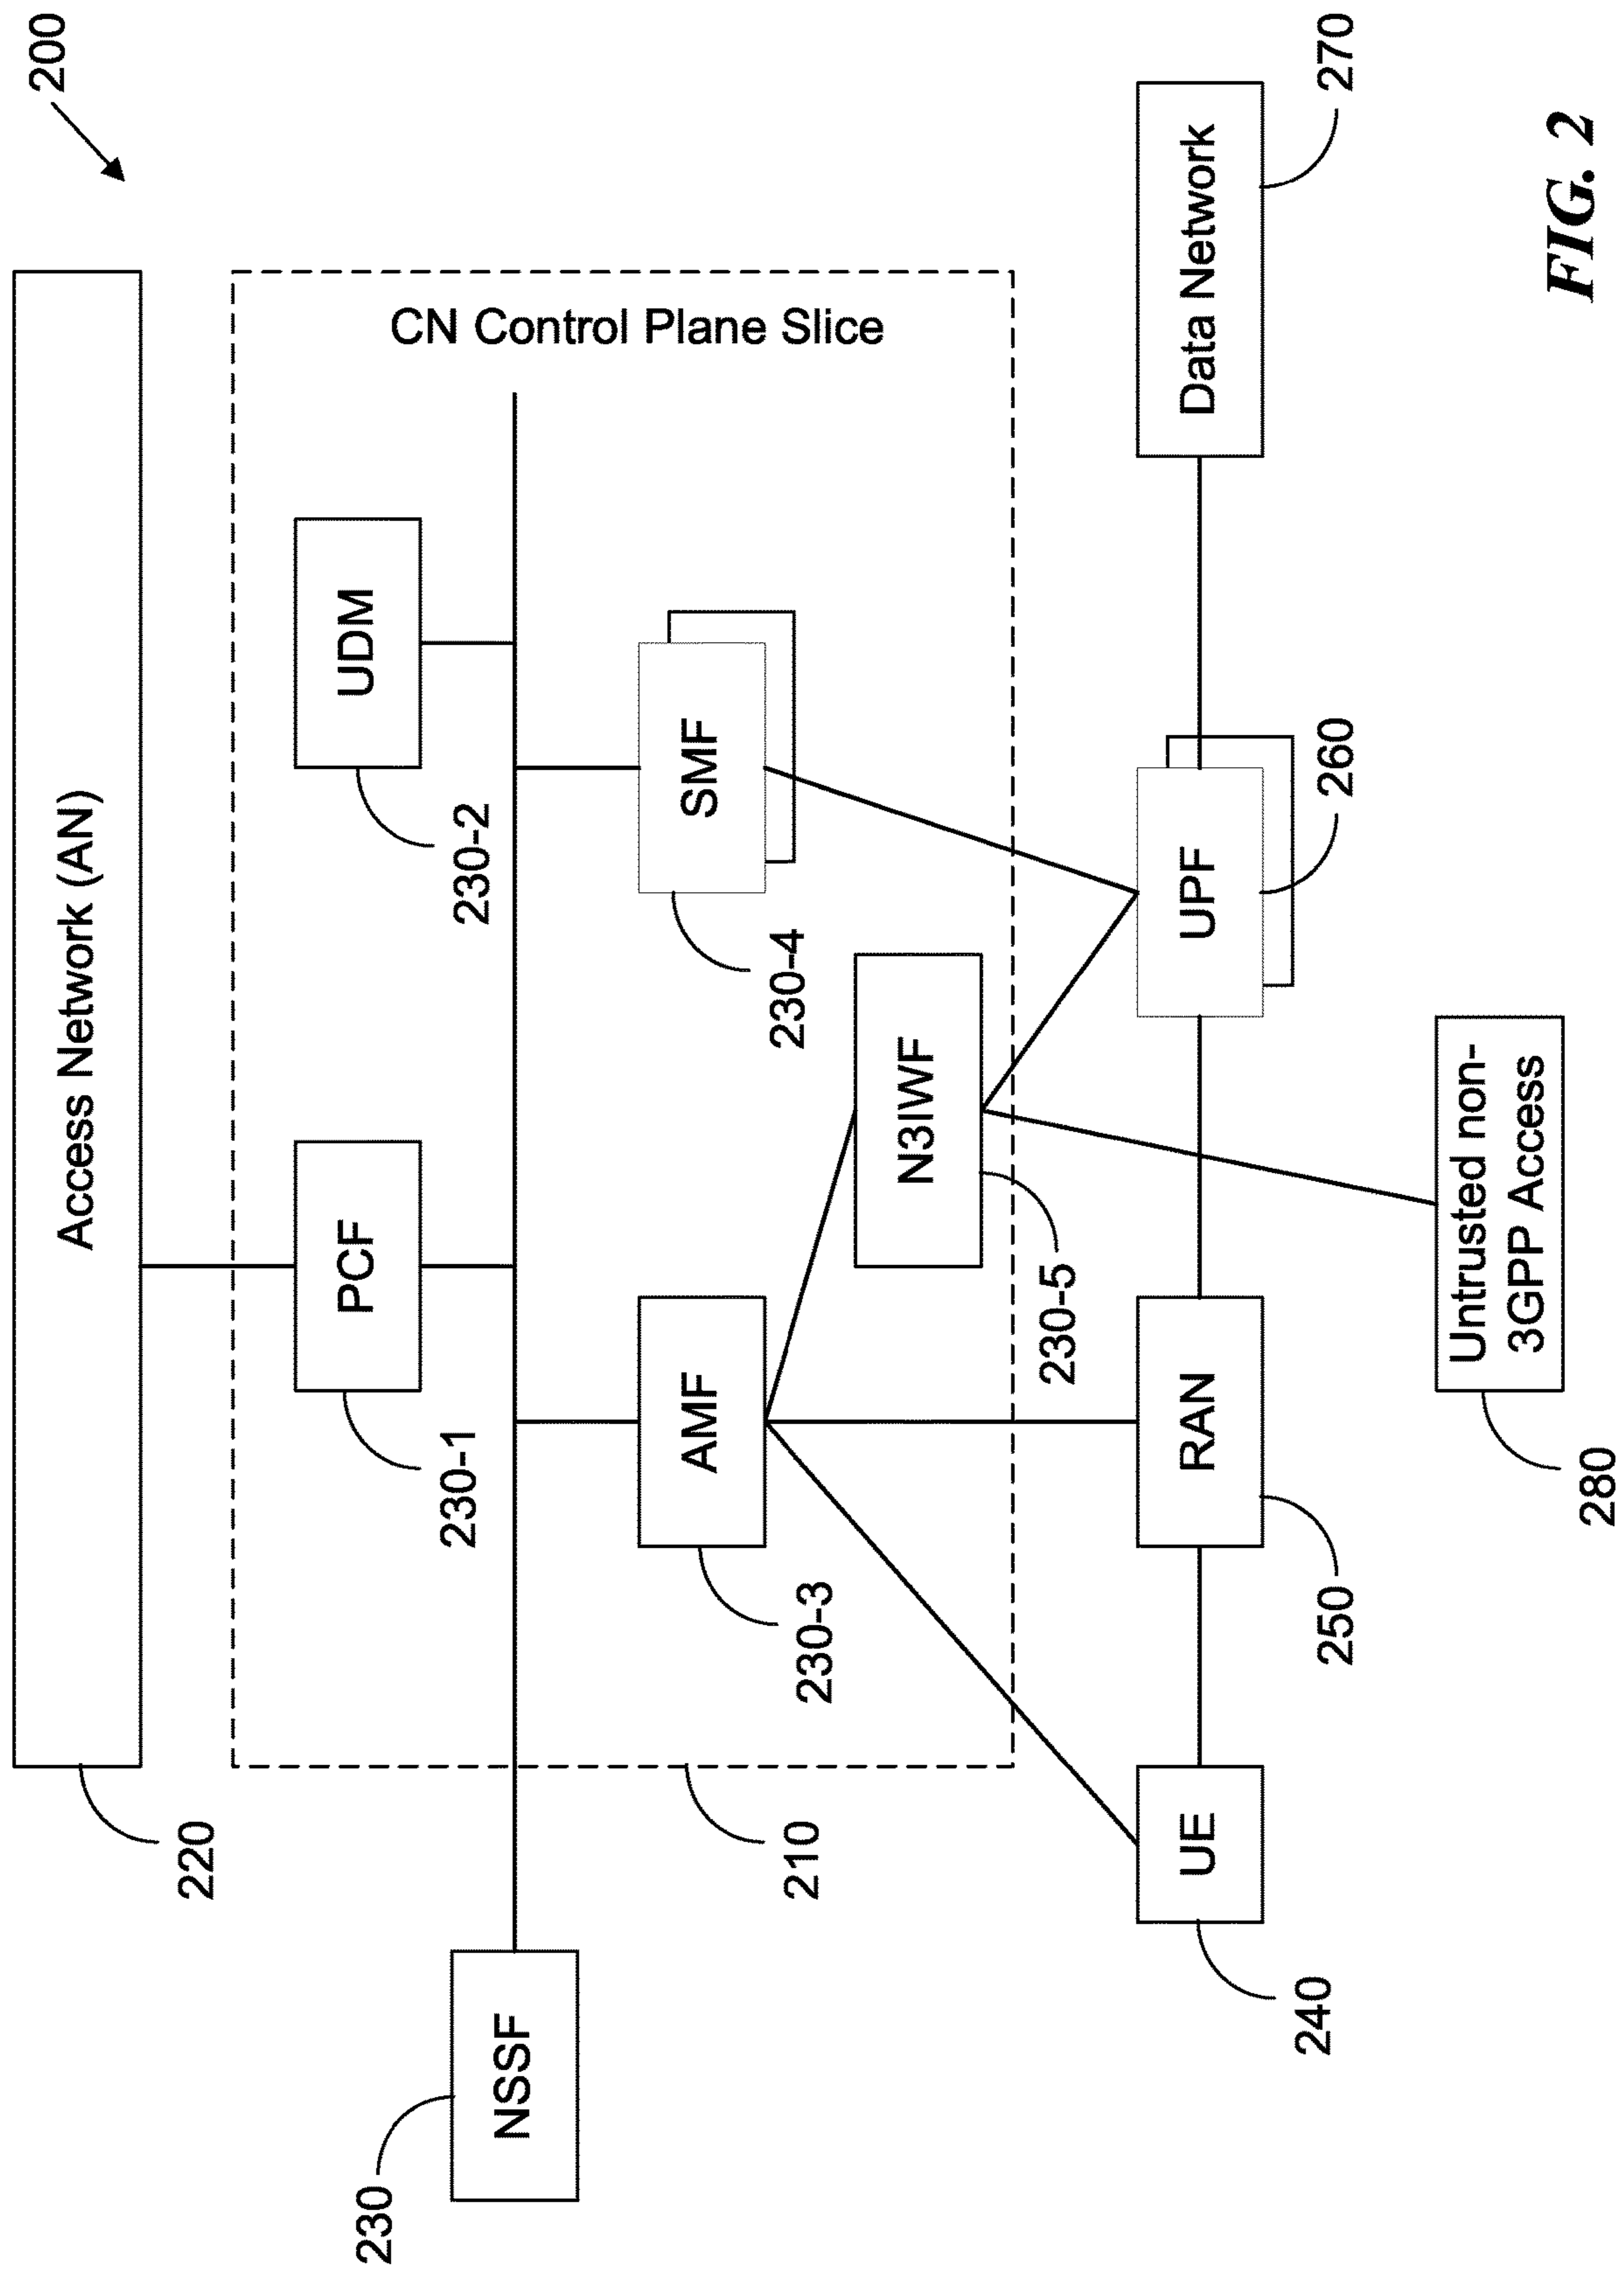 200
Access Network (AN)
220
CN Control Plane Slice
PCF
230-1
UDM
230-2
NSSF
230
AMF
230-3
SMF
230-4
N3IWF
230-5
210
UE
240
RAN
250
UPF
260
Data Network
270
Untrusted non-
3GPP Access
280
FIG. 2